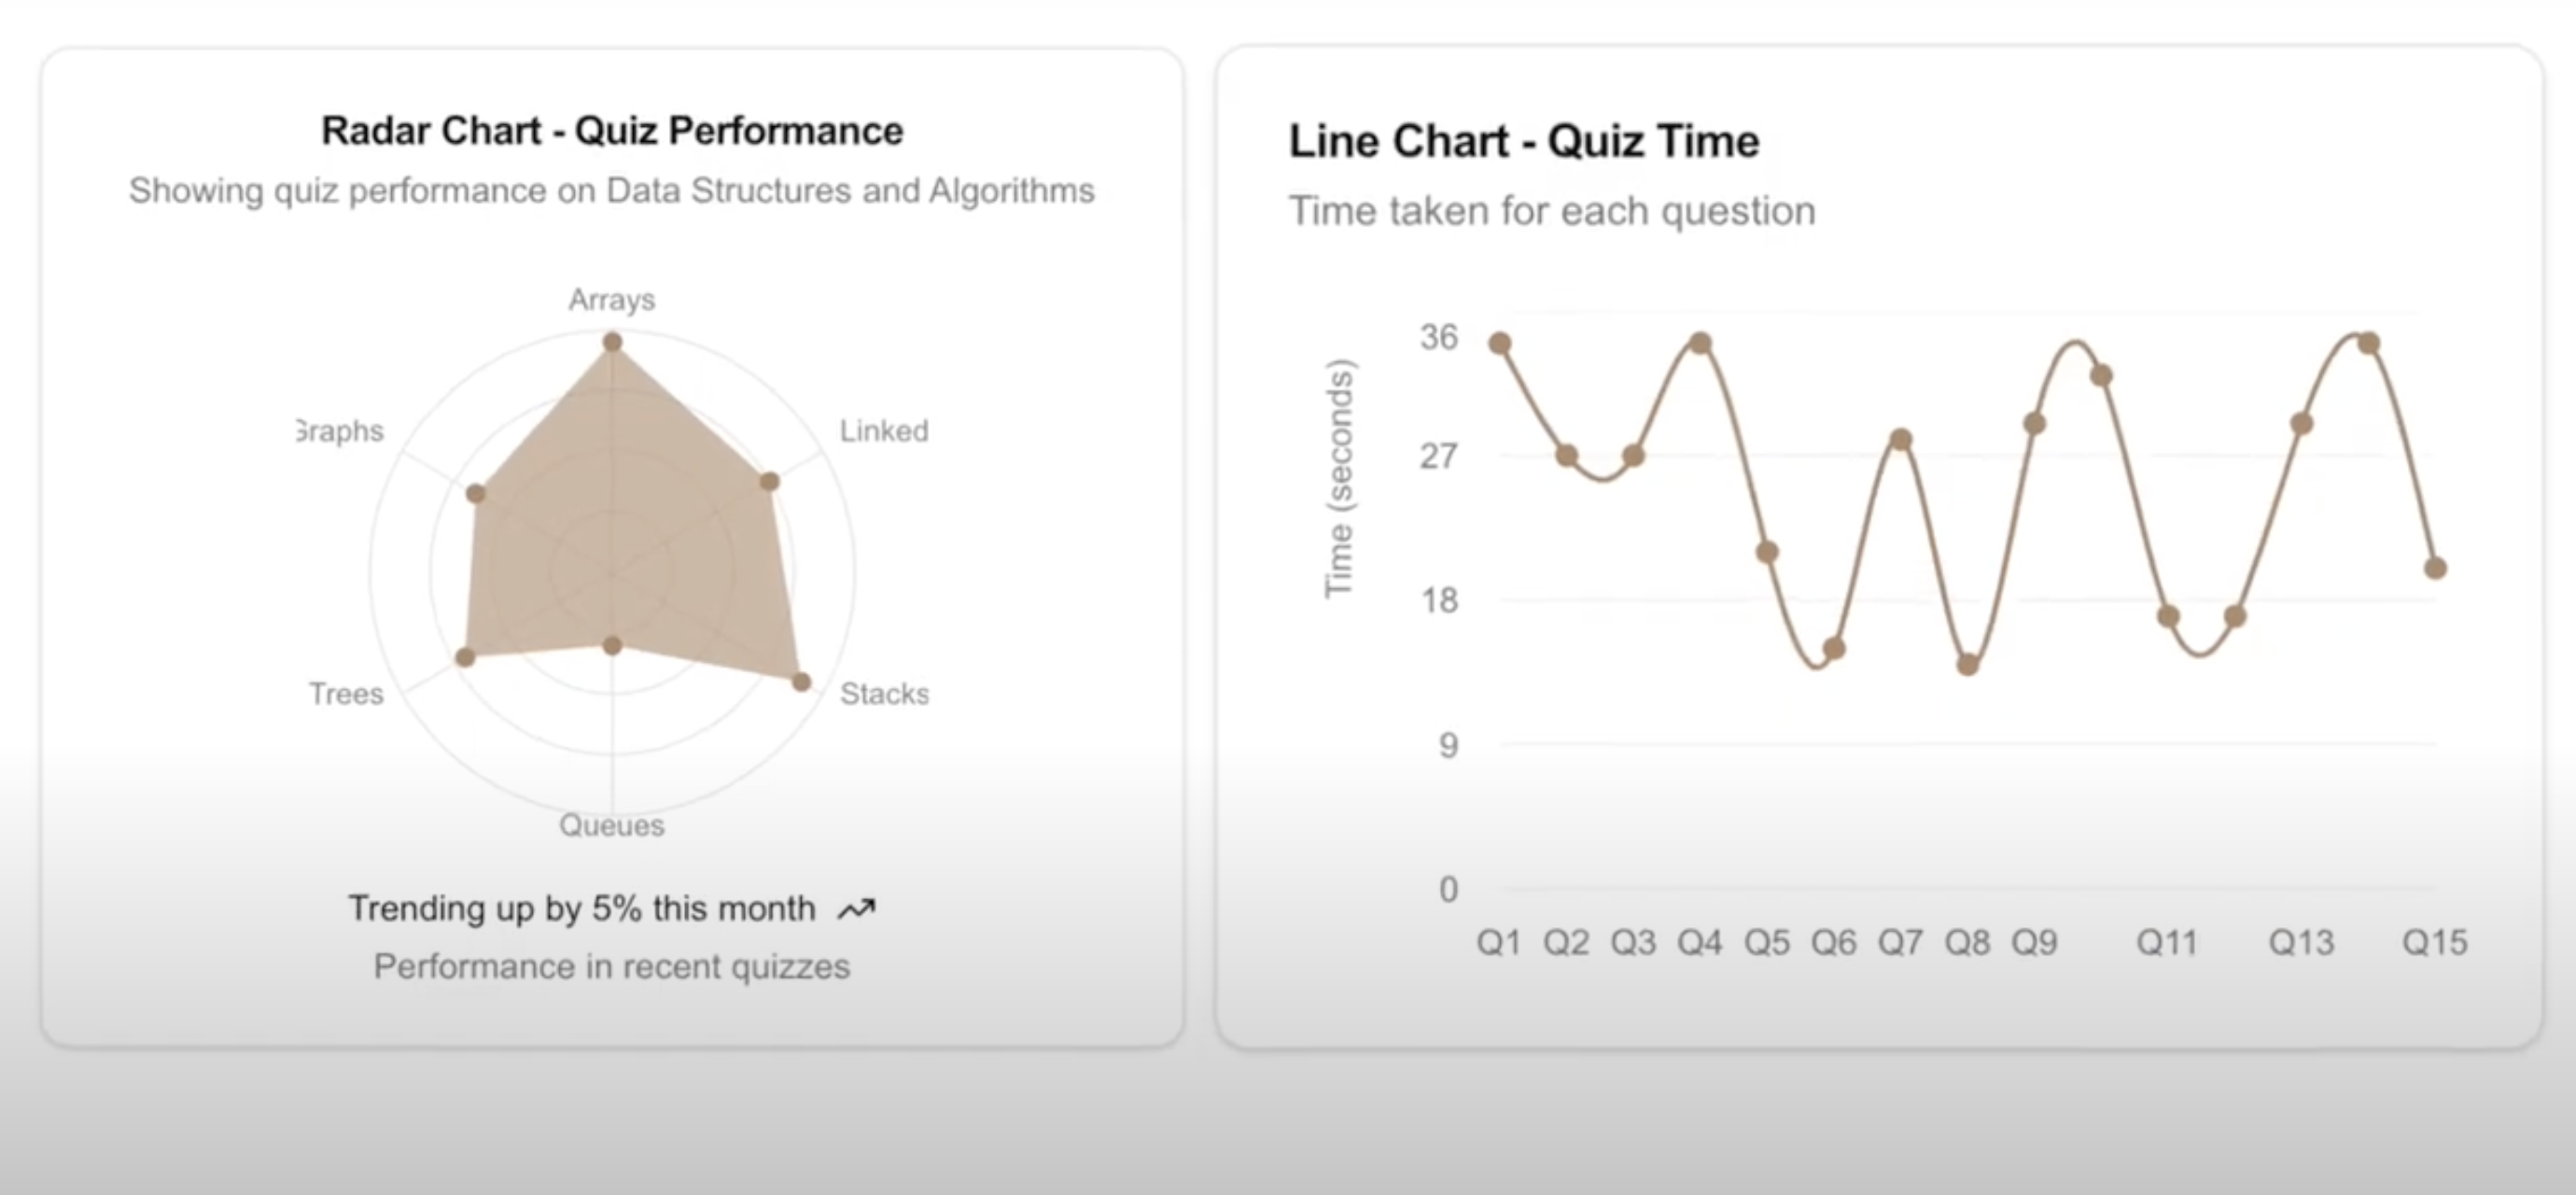 Radar Chart - Quiz Performance
Showing quiz performance on Data Structures and Algorithms
Arrays
Linked
Stacks
Queues
Trees
Graphs
Trending up by 5% this month
Performance in recent quizzes
Line Chart - Quiz Time
Time taken for each question
Time (seconds)
36
27
18
9
0
Q1 Q2 Q3 Q4 Q5 Q6 Q7 Q8 Q9 Q11 Q13 Q15